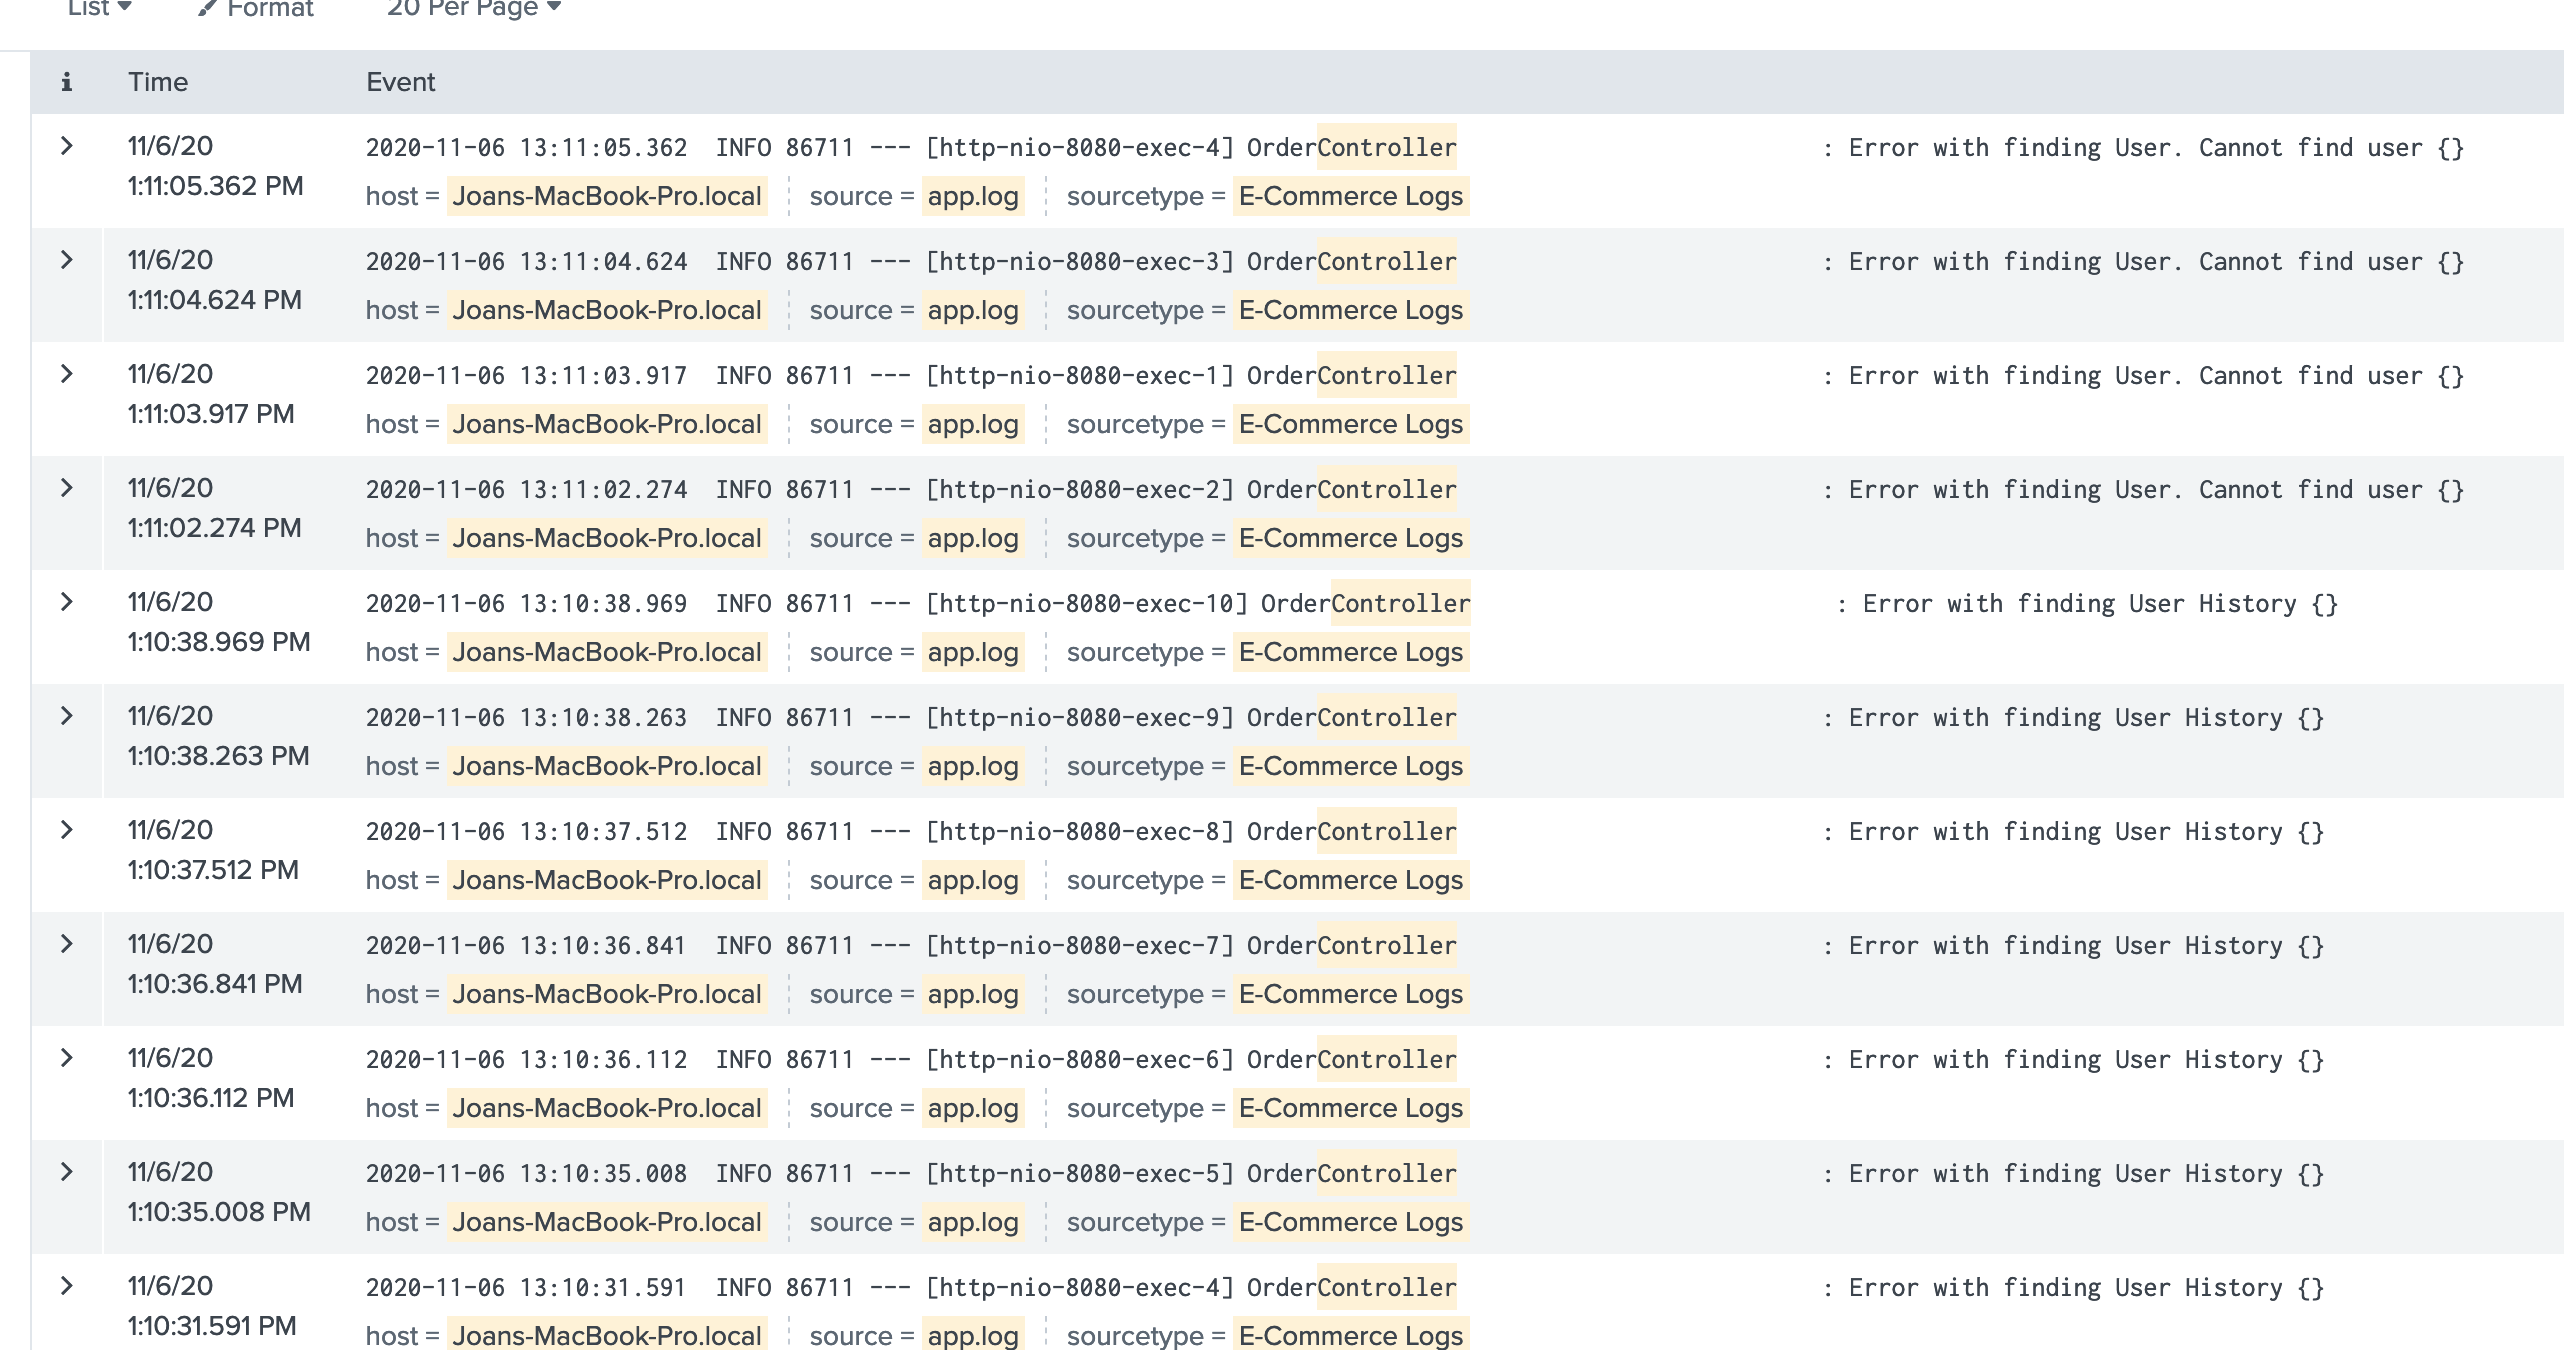 List Format 20 Per Page
i Time Event
11/6/20 2020-11-06 13:11:05.362 INFO 86711 --- [http-nio-8080-exec-4] OrderController : Error with finding User. Cannot find user {}
1:11:05.362 PM host = Joans-MacBook-Pro.local source = app.log sourcetype = E-Commerce Logs
11/6/20 2020-11-06 13:11:04.624 INFO 86711 --- [http-nio-8080-exec-3] OrderController : Error with finding User. Cannot find user {}
1:11:04.624 PM host = Joans-MacBook-Pro.local source = app.log sourcetype = E-Commerce Logs
11/6/20 2020-11-06 13:11:03.917 INFO 86711 --- [http-nio-8080-exec-1] OrderController : Error with finding User. Cannot find user {}
1:11:03.917 PM host = Joans-MacBook-Pro.local source = app.log sourcetype = E-Commerce Logs
11/6/20 2020-11-06 13:11:02.274 INFO 86711 --- [http-nio-8080-exec-2] OrderController : Error with finding User. Cannot find user {}
1:11:02.274 PM host = Joans-MacBook-Pro.local source = app.log sourcetype = E-Commerce Logs
11/6/20 2020-11-06 13:10:38.969 INFO 86711 --- [http-nio-8080-exec-10] OrderController : Error with finding User History {}
1:10:38.969 PM host = Joans-MacBook-Pro.local source = app.log sourcetype = E-Commerce Logs
11/6/20 2020-11-06 13:10:38.263 INFO 86711 --- [http-nio-8080-exec-9] OrderController : Error with finding User History {}
1:10:38.263 PM host = Joans-MacBook-Pro.local source = app.log sourcetype = E-Commerce Logs
11/6/20 2020-11-06 13:10:37.512 INFO 86711 --- [http-nio-8080-exec-8] OrderController : Error with finding User History {}
1:10:37.512 PM host = Joans-MacBook-Pro.local source = app.log sourcetype = E-Commerce Logs
11/6/20 2020-11-06 13:10:36.841 INFO 86711 --- [http-nio-8080-exec-7] OrderController : Error with finding User History {}
1:10:36.841 PM host = Joans-MacBook-Pro.local source = app.log sourcetype = E-Commerce Logs
11/6/20 2020-11-06 13:10:36.112 INFO 86711 --- [http-nio-8080-exec-6] OrderController : Error with finding User History {}
1:10:36.112 PM host = Joans-MacBook-Pro.local source = app.log sourcetype = E-Commerce Logs
11/6/20 2020-11-06 13:10:35.008 INFO 86711 --- [http-nio-8080-exec-5] OrderController : Error with finding User History {}
1:10:35.008 PM host = Joans-MacBook-Pro.local source = app.log sourcetype = E-Commerce Logs
11/6/20 2020-11-06 13:10:31.591 INFO 86711 --- [http-nio-8080-exec-4] OrderController : Error with finding User History {}
1:10:31.591 PM host = Joans-MacBook-Pro.local source = app.log sourcetype = E-Commerce Logs